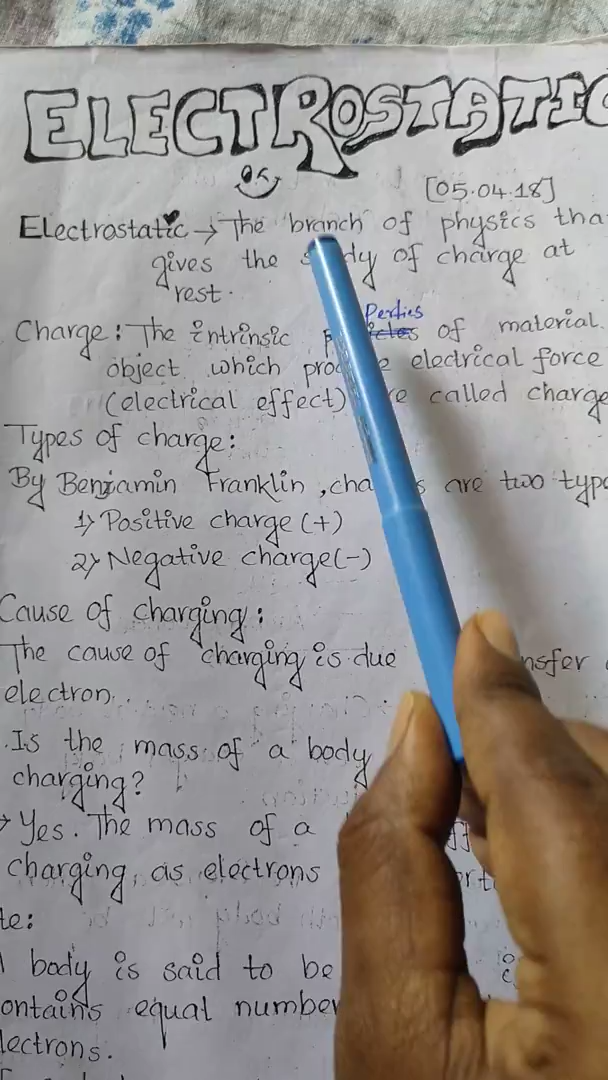 ELECTROSTATIC
[05.04.18]
Electrostatic → The branch of physics tha
gives the dy of charge at
rest.
Perties
Charge: The intrinsic of material
object which pro e electrical force
(electrical effect) e called charge
Types of charge:
By Benjamin Franklin, cha s are two typ
1) Positive charge (+)
2) Negative charge(-)
Cause of charging:
The cause of charging is due nsfer
electron.
Is the mass of a body
charging?
→ Yes. The mass of a
charging, as electrons
te:
body is said to be
ontains equal number
lectrons.